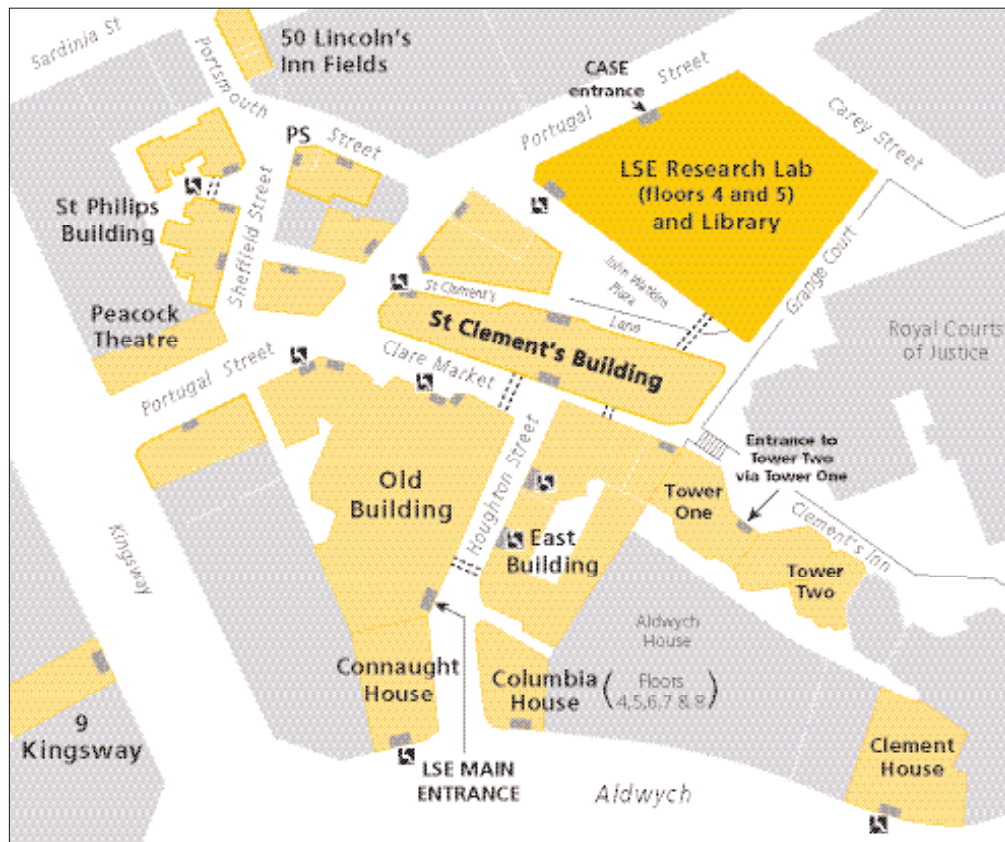 Sardinia St
Portsmouth
Street
50 Lincoln's
Inn Fields
PS
CASE
entrance
Portugal
Street
Carey Street
LSE Research Lab
(floors 4 and 5)
and Library
St Philips
Building
Sheffield Street
Peacock
Theatre
St Clement's
Lane
John Watkins
Plaza
Grange Court
Royal Courts
of Justice
St Clement's Building
Portugal Street
Clare Market
Old
Building
Houghton Street
Entrance to
Tower Two
via Tower One
Tower
One
Clement's Inn
East
Building
Tower
Two
Kingsway
Aldwych
House
Connaught
House
Columbia
House
(Floors
4,5,6,7 & 8)
9
Kingsway
LSE MAIN
ENTRANCE
Aldwych
Clement
House